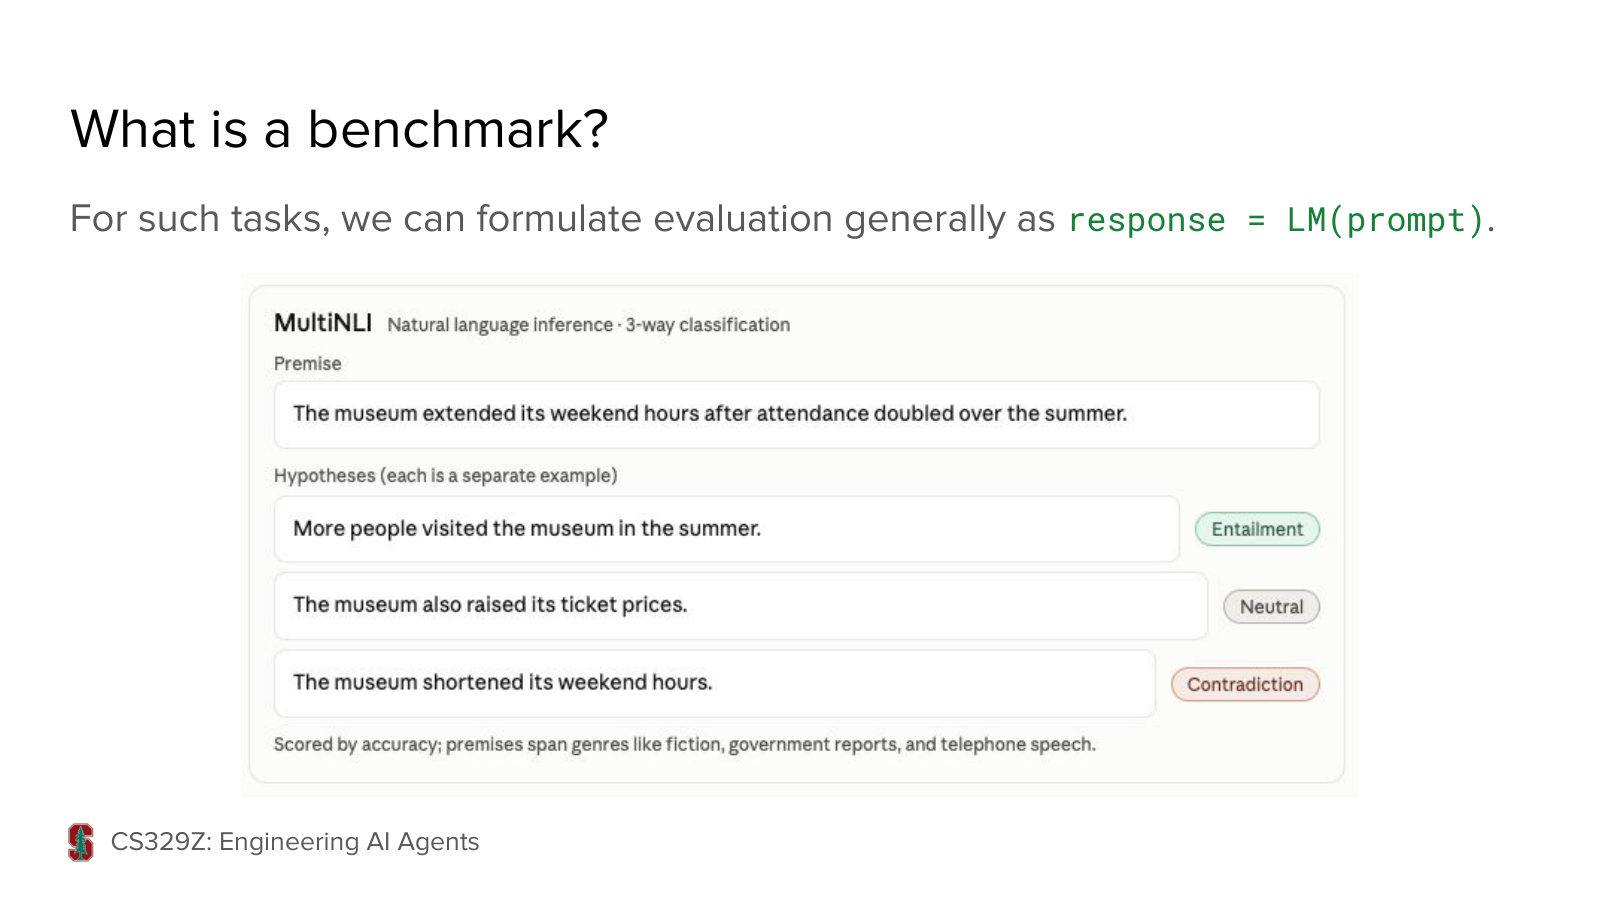 What is a benchmark?
For such tasks, we can formulate evaluation generally as response = LM(prompt).
MultiNLI Natural language inference · 3-way classification
Premise
The museum extended its weekend hours after attendance doubled over the summer.
Hypotheses (each is a separate example)
More people visited the museum in the summer. Entailment
The museum also raised its ticket prices. Neutral
The museum shortened its weekend hours. Contradiction
Scored by accuracy; premises span genres like fiction, government reports, and telephone speech.
CS329Z: Engineering AI Agents